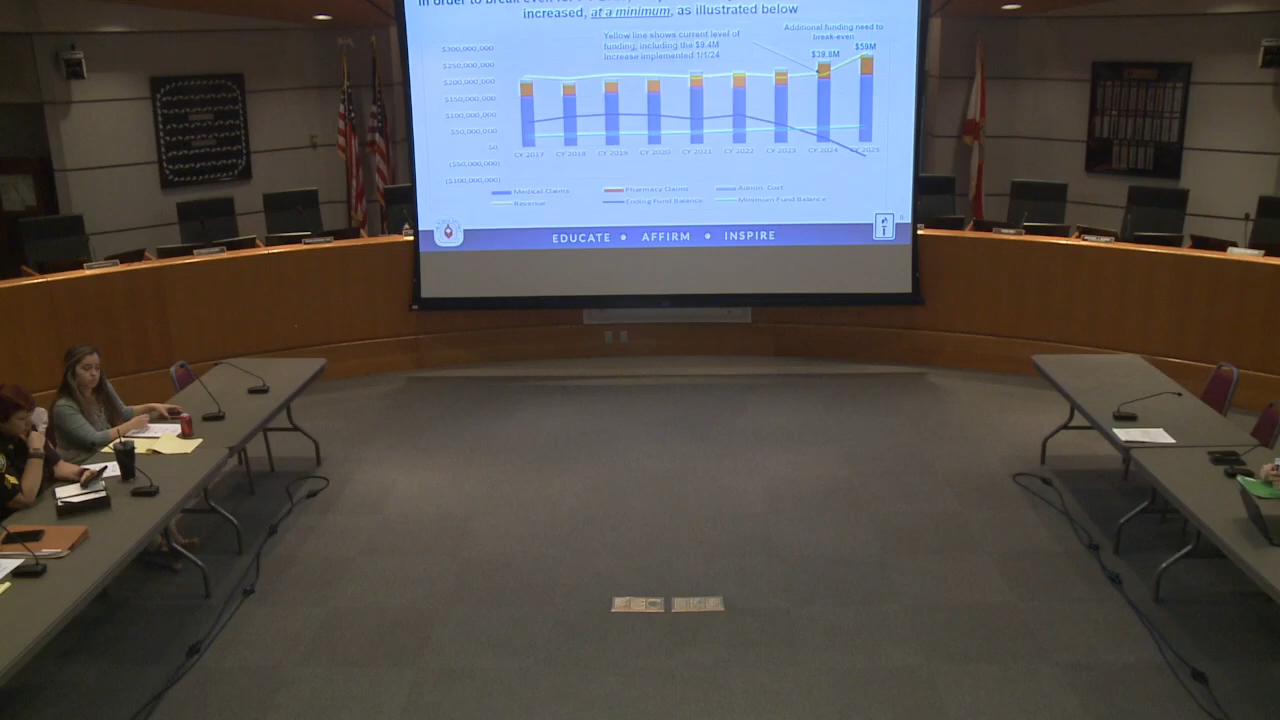 increased, at a minimum, as illustrated below
Additional funding need to
break-even
Yellow line shows current level of
funding, including the $9.4M
increase implemented 1/1/24
$39.8M
$59M
$300,000,000
$250,000,000
$200,000,000
$150,000,000
$100,000,000
$50,000,000
$0
($50,000,000)
($100,000,000)
CY 2017
CY 2018
CY 2019
CY 2020
CY 2021
CY 2022
CY 2023
CY 2024
CY 2025
Medical Claims
Pharmacy Claims
Admin. Cost
Revenue
Ending Fund Balance
Minimum Fund Balance
EDUCATE • AFFIRM • INSPIRE